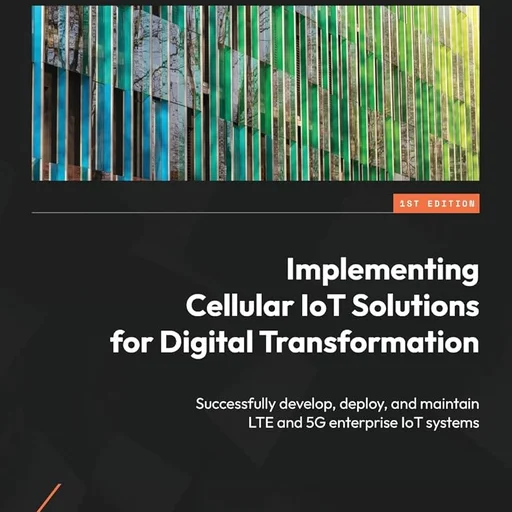 1ST EDITION
Implementing
Cellular IoT Solutions
for Digital Transformation
Successfully develop, deploy, and maintain
LTE and 5G enterprise IoT systems